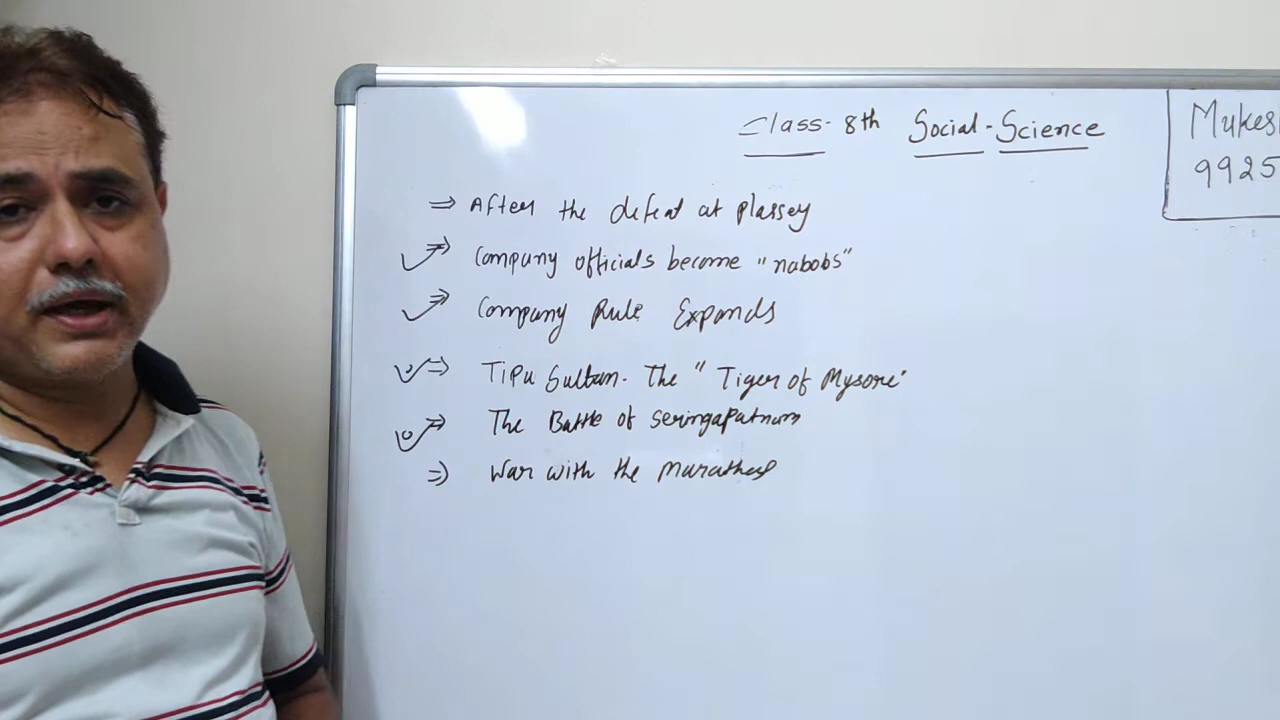 Class - 8th Social - Science
Mukes
9925
⇒ After the defeat at plassey
✓⇒ Company officials become "nabobs"
✓⇒ Company Rule Expands
✓⇒ Tipu Sultan. The "Tiger of Mysore"
✓⇒ The Battle of Seringapatnam
⇒ War with the Marathas